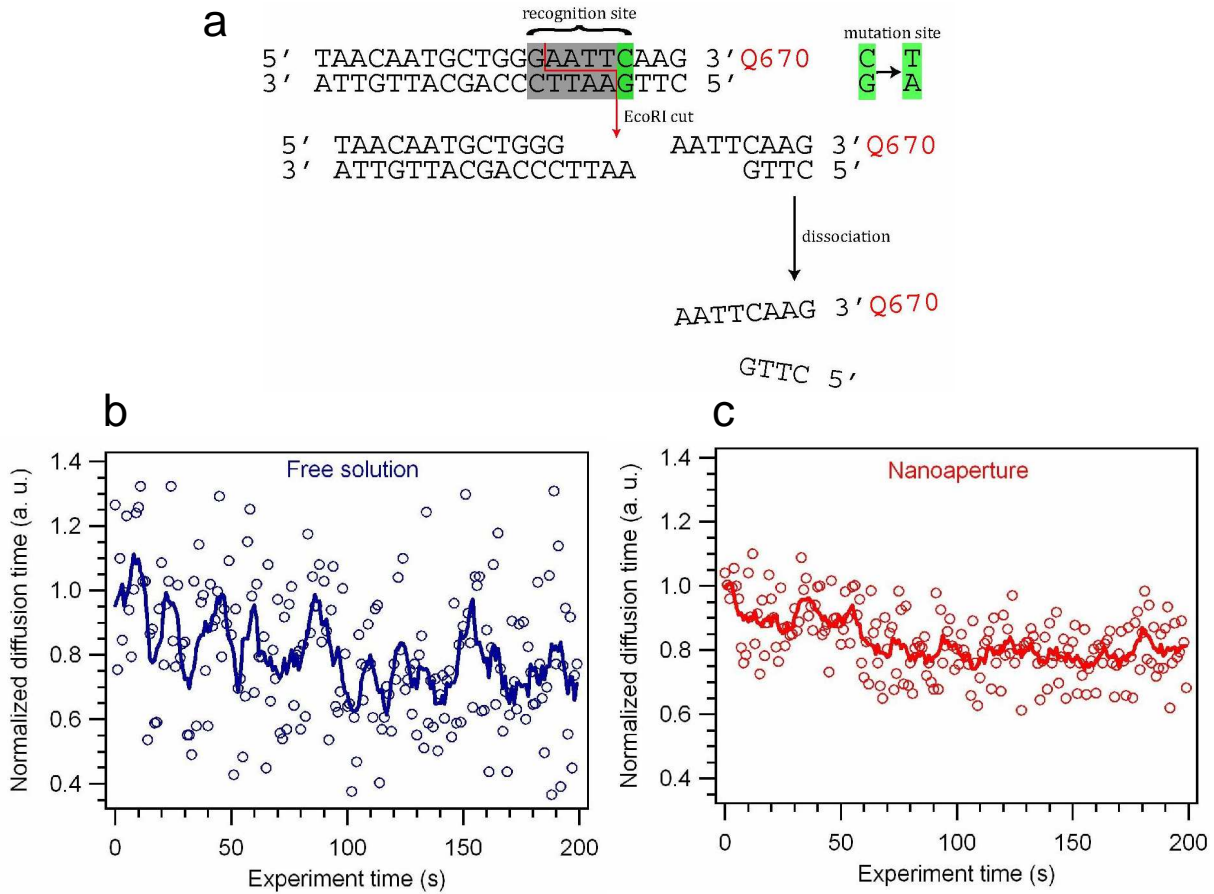 a
recognition site
5′ TAACAATGCTGGGAATTCAAG 3′ Q670
3′ ATTGTTACGACCCTTAAGTTC 5′
mutation site
C T
G A
EcoRI cut
5′ TAACAATGCTGGG AATTCAAG 3′ Q670
3′ ATTGTTACGACCCTTAA GTTC 5′
dissociation
AATTCAAG 3′ Q670
GTTC 5′
b
Free solution
Normalized diffusion time (a. u.)
1.4
1.2
1.0
0.8
0.6
0.4
0 50 100 150 200
Experiment time (s)
c
Nanoaperture
Normalized diffusion time (a. u.)
1.4
1.2
1.0
0.8
0.6
0.4
0 50 100 150 200
Experiment time (s)